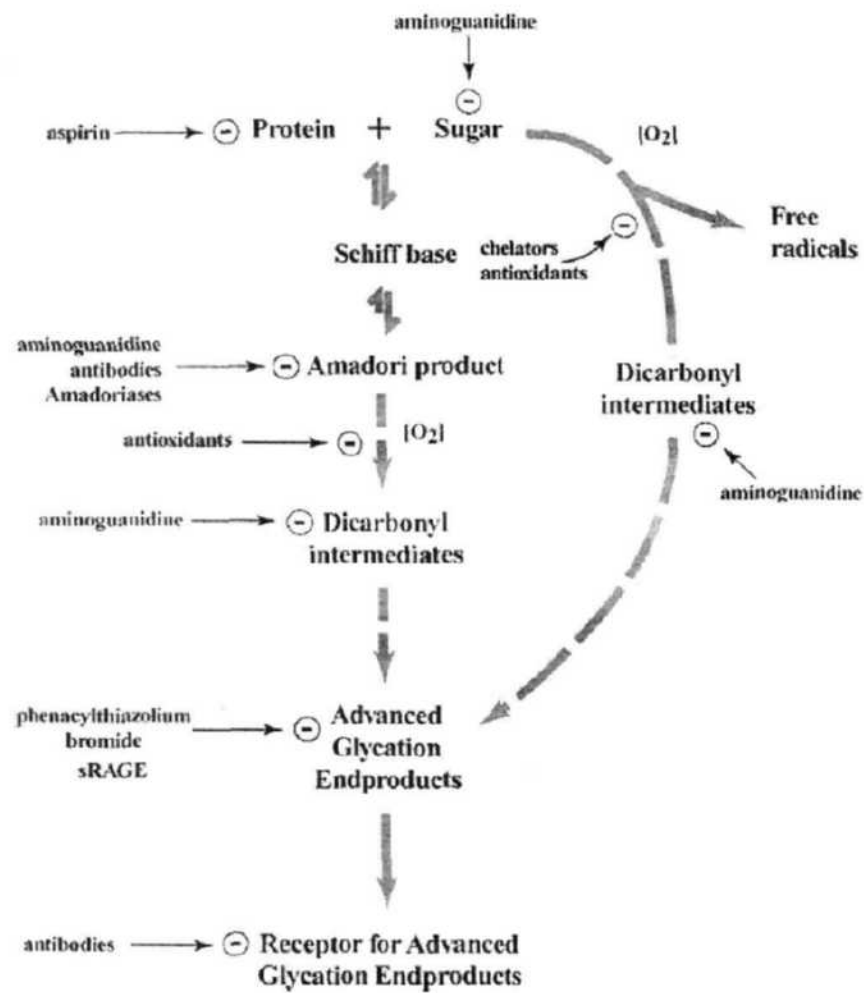 aminoguanidine
aspirin
Protein + Sugar
[O₂]
Free
radicals
Schiff base
chelators
antioxidants
aminoguanidine
antibodies
Amadoriases
Amadori product
Dicarbonyl
intermediates
antioxidants
[O₂]
aminoguanidine
aminoguanidine
Dicarbonyl
intermediates
phenacylthiazolium
bromide
sRAGE
Advanced
Glycation
Endproducts
antibodies
Receptor for Advanced
Glycation Endproducts